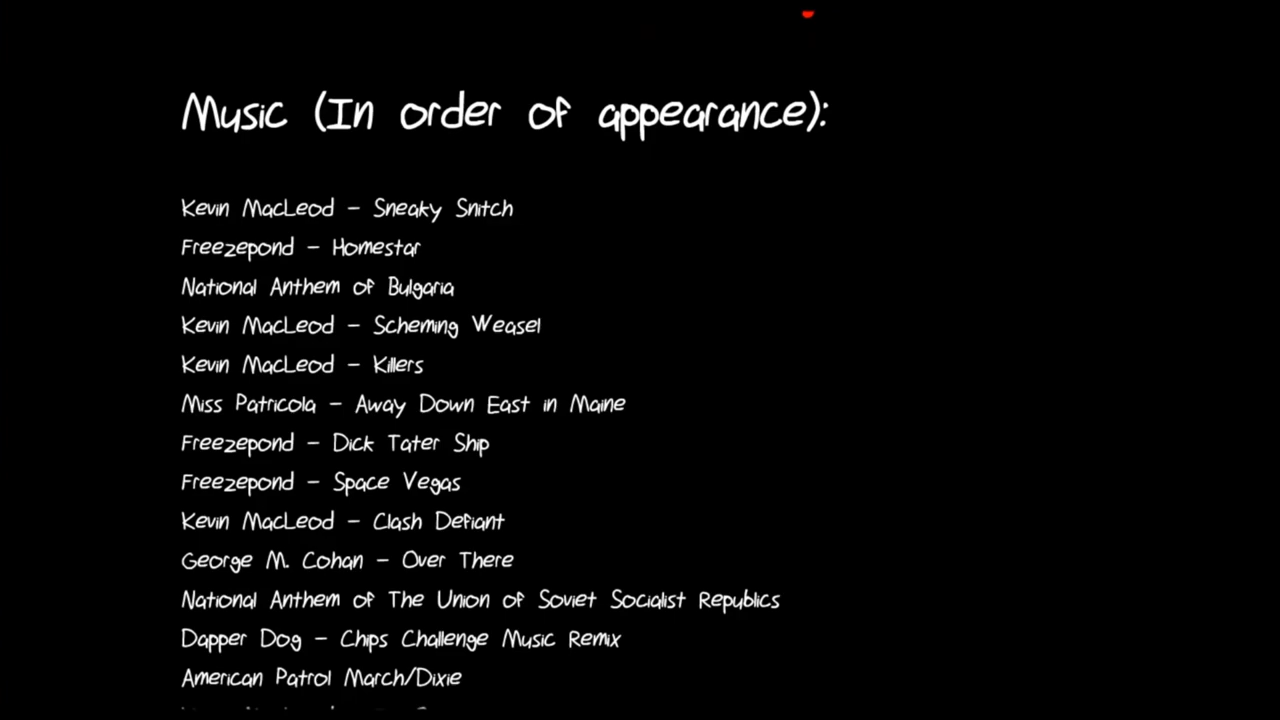 Music (In order of appearance):
Kevin MacLeod - Sneaky Snitch
Freezepond - Homestar
National Anthem of Bulgaria
Kevin MacLeod - Scheming Weasel
Kevin MacLeod - Killers
Miss Patricola - Away Down East in Maine
Freezepond - Dick Tater Ship
Freezepond - Space Vegas
Kevin MacLeod - Clash Defiant
George M. Cohan - Over There
National Anthem of The Union of Soviet Socialist Republics
Dapper Dog - Chips Challenge Music Remix
American Patrol March/Dixie